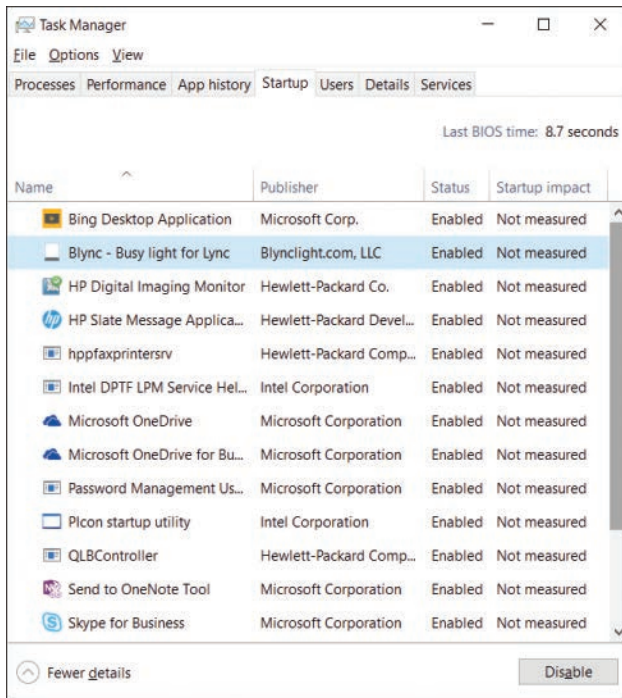 Task Manager
File Options View
Processes Performance App history Startup Users Details Services
Last BIOS time: 8.7 seconds
Name Publisher Status Startup impact
Bing Desktop Application Microsoft Corp. Enabled Not measured
Blync - Busy light for Lync Blynclight.com, LLC Enabled Not measured
HP Digital Imaging Monitor Hewlett-Packard Co. Enabled Not measured
HP Slate Message Applica... Hewlett-Packard Devel... Enabled Not measured
hppfaxprintersrv Hewlett-Packard Comp... Enabled Not measured
Intel DPTF LPM Service Hel... Intel Corporation Enabled Not measured
Microsoft OneDrive Microsoft Corporation Enabled Not measured
Microsoft OneDrive for Bu... Microsoft Corporation Enabled Not measured
Password Management Us... Microsoft Corporation Enabled Not measured
PIcon startup utility Intel Corporation Enabled Not measured
QLBController Hewlett-Packard Comp... Enabled Not measured
Send to OneNote Tool Microsoft Corporation Enabled Not measured
Skype for Business Microsoft Corporation Enabled Not measured
Fewer details Disable